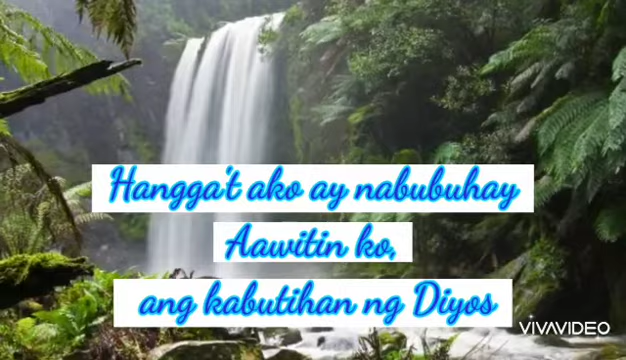 Hangga't ako ay nabubuhay
Aawitin ko,
ang kabutihan ng Diyos
VIVAVIDEO